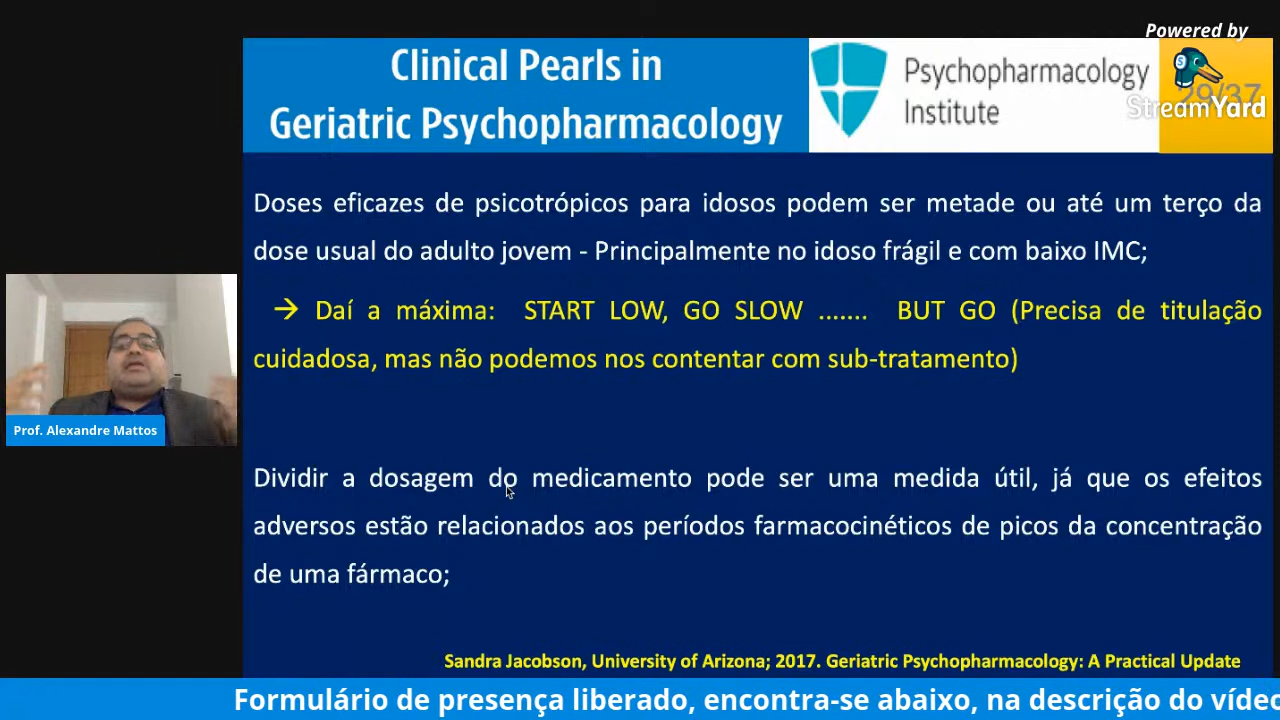 Powered by
StreamYard
Clinical Pearls in
Geriatric Psychopharmacology
Psychopharmacology
Institute
29/37
Doses eficazes de psicotrópicos para idosos podem ser metade ou até um terço da
dose usual do adulto jovem - Principalmente no idoso frágil e com baixo IMC;
→ Daí a máxima: START LOW, GO SLOW ....... BUT GO (Precisa de titulação
cuidadosa, mas não podemos nos contentar com sub-tratamento)
Prof. Alexandre Mattos
Dividir a dosagem do medicamento pode ser uma medida útil, já que os efeitos
adversos estão relacionados aos períodos farmacocinéticos de picos da concentração
de uma fármaco;
Sandra Jacobson, University of Arizona; 2017. Geriatric Psychopharmacology: A Practical Update
Formulário de presença liberado, encontra-se abaixo, na descrição do vídeo